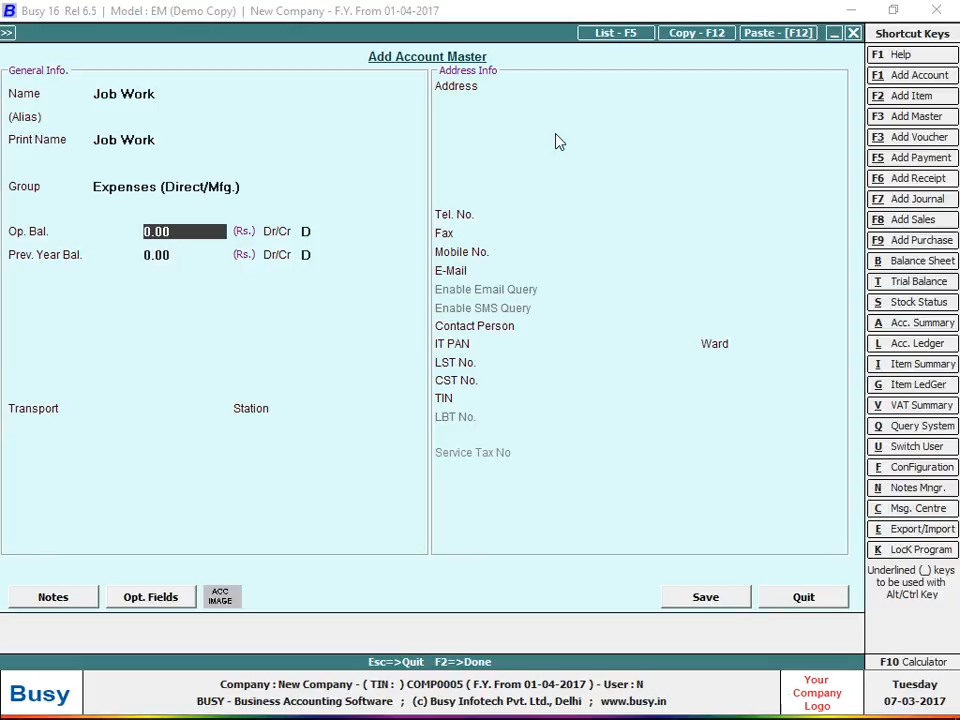 Busy 16 Rel 6.5 | Model : EM (Demo Copy) | New Company - F.Y. From 01-04-2017
>>
List - F5
Copy - F12
Paste - [F12]
Shortcut Keys
Add Account Master
General Info.
Name Job Work
(Alias)
Print Name Job Work
Group Expenses (Direct/Mfg.)
Op. Bal. 0.00 (Rs.) Dr/Cr D
Prev. Year Bal. 0.00 (Rs.) Dr/Cr D
Transport Station
Address Info
Address
Tel. No.
Fax
Mobile No.
E-Mail
Enable Email Query
Enable SMS Query
Contact Person
IT PAN Ward
LST No.
CST No.
TIN
LBT No.
Service Tax No
Notes
Opt. Fields
ACC
IMAGE
Save
Quit
F1 Help
F1 Add Account
F2 Add Item
F3 Add Master
F3 Add Voucher
F5 Add Payment
F6 Add Receipt
F7 Add Journal
F8 Add Sales
F9 Add Purchase
B Balance Sheet
T Trial Balance
S Stock Status
A Acc. Summary
L Acc. Ledger
I Item Summary
G Item LedGer
V VAT Summary
Q Query System
U Switch User
F ConFiguration
N Notes Mngr.
C Msg. Centre
E Export/Import
K LocK Program
Underlined (_) keys
to be used with
Alt/Ctrl Key
Esc=>Quit F2=>Done
F10 Calculator
Busy
Company : New Company - ( TIN : ) COMP0005 ( F.Y. From 01-04-2017 ) - User : N
BUSY - Business Accounting Software ; (c) Busy Infotech Pvt. Ltd., Delhi ; www.busy.in
Your
Company
Logo
Tuesday
07-03-2017